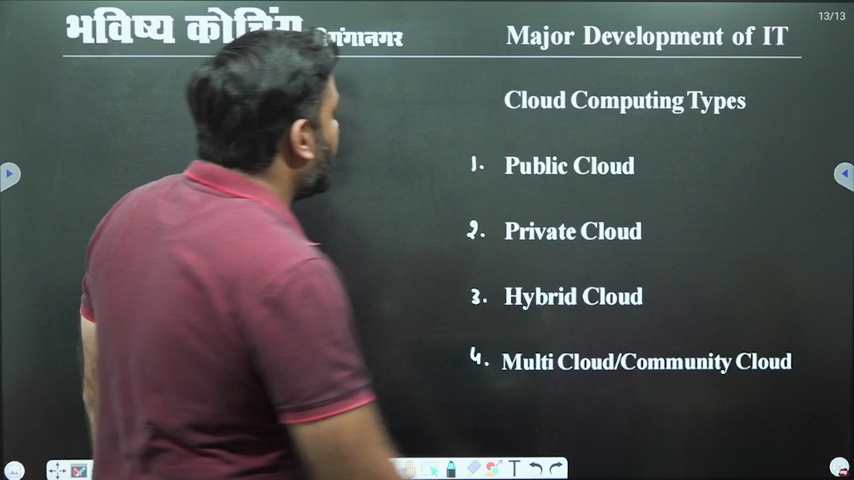 भविष्य कोचिंग
Major Development of IT
13/13
Cloud Computing Types
1. Public Cloud
2. Private Cloud
3. Hybrid Cloud
4. Multi Cloud/Community Cloud
T